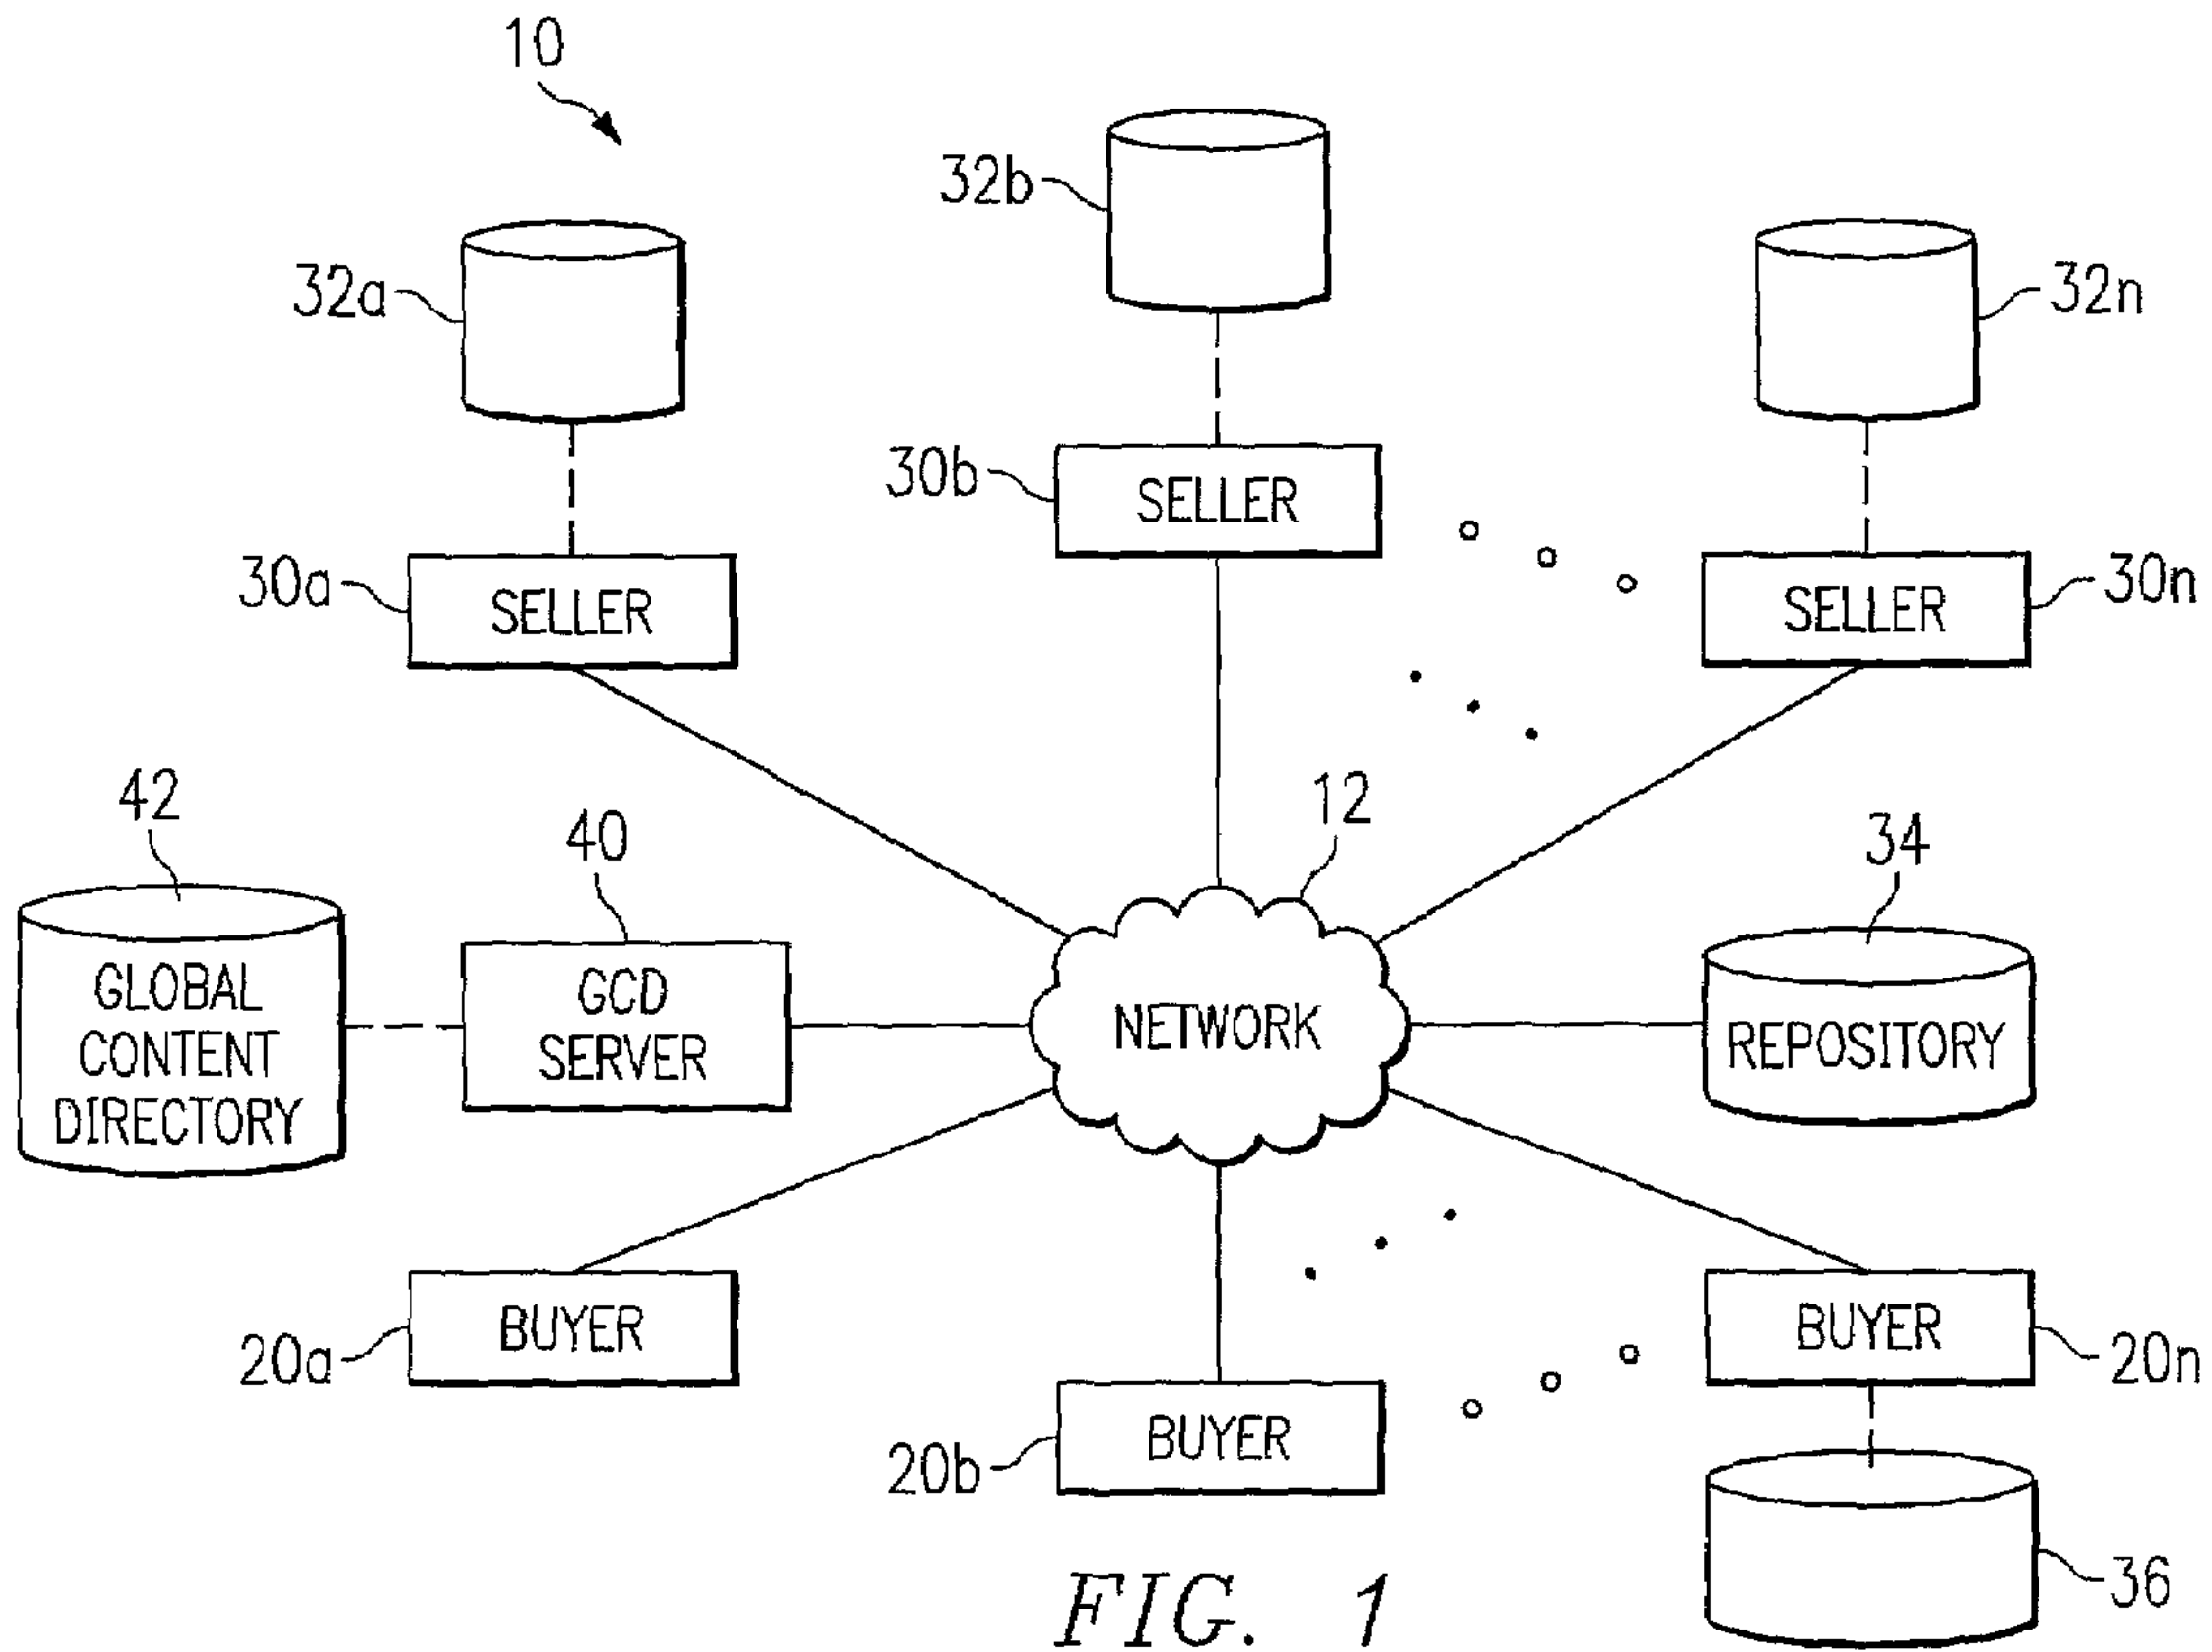 10
32b
32a
32n
30b
SELLER
30a
SELLER
SELLER
30n
42
40
12
34
GLOBAL
CONTENT
DIRECTORY
GCD
SERVER
NETWORK
REPOSITORY
BUYER
20a
BUYER
20n
BUYER
20b
36
FIG. 1